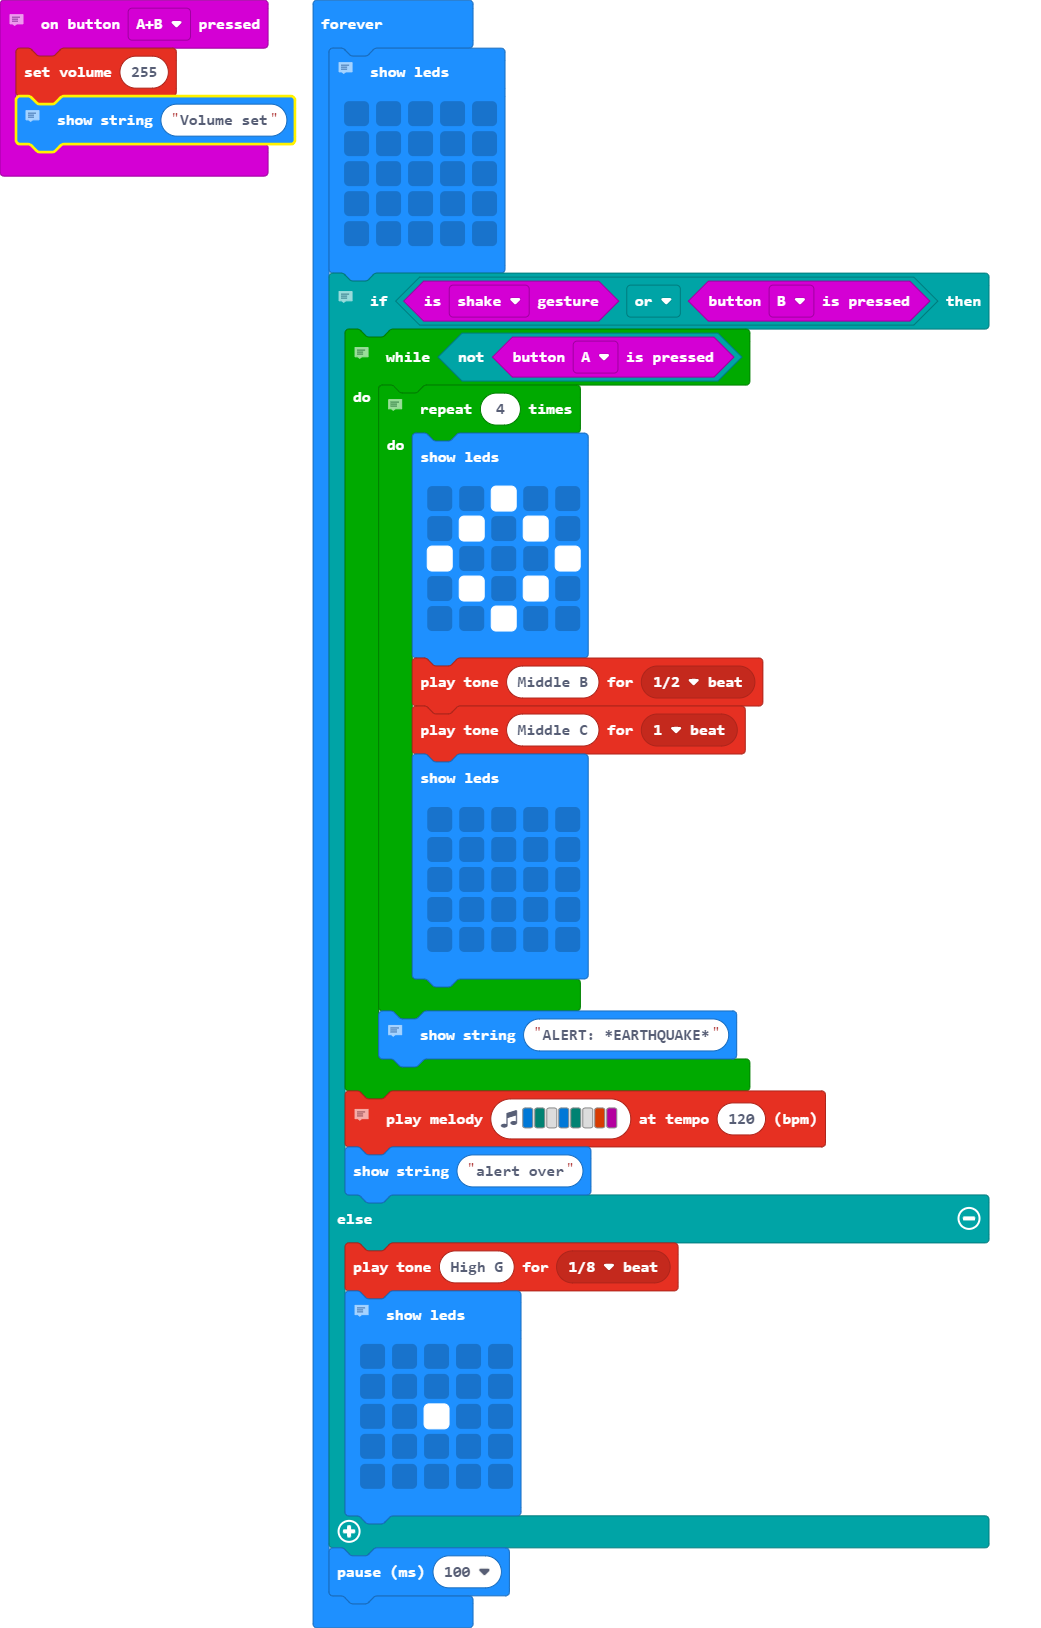 on button A+B pressed
set volume 255
show string "Volume set"
forever
show leds
if is shake gesture or button B is pressed then
while not button A is pressed
do repeat 4 times
do show leds
play tone Middle B for 1/2 beat
play tone Middle C for 1 beat
show leds
show string "ALERT: *EARTHQUAKE*"
play melody at tempo 120 (bpm)
show string "alert over"
else
play tone High G for 1/8 beat
show leds
pause (ms) 100